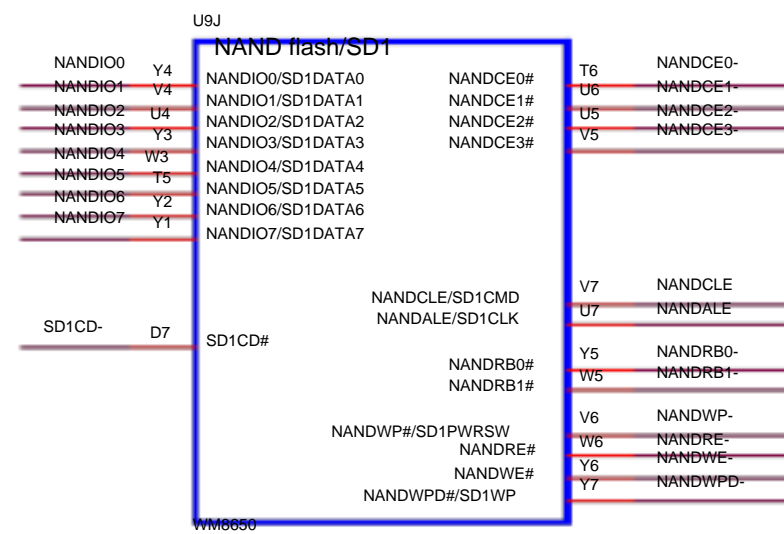 U9J
NAND flash/SD1
NANDIO0 Y4 NANDIO0/SD1DATA0 NANDCE0# T6 NANDCE0-
NANDIO1 V4 NANDIO1/SD1DATA1 NANDCE1# U6 NANDCE1-
NANDIO2 U4 NANDIO2/SD1DATA2 NANDCE2# U5 NANDCE2-
NANDIO3 Y3 NANDIO3/SD1DATA3 NANDCE3# V5 NANDCE3-
NANDIO4 W3 NANDIO4/SD1DATA4
NANDIO5 T5 NANDIO5/SD1DATA5
NANDIO6 Y2 NANDIO6/SD1DATA6
NANDIO7 Y1 NANDIO7/SD1DATA7
NANDCLE/SD1CMD V7 NANDCLE
NANDALE/SD1CLK U7 NANDALE
SD1CD- D7 SD1CD#
NANDRB0# Y5 NANDRB0-
NANDRB1# W5 NANDRB1-
NANDWP#/SD1PWRSW V6 NANDWP-
NANDRE# W6 NANDRE-
NANDWE# Y6 NANDWE-
NANDWPD#/SD1WP Y7 NANDWPD-
WM8650